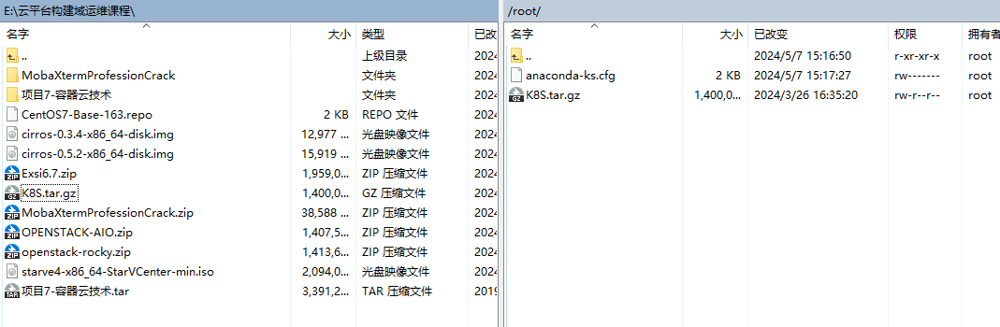 E:\云平台构建域运维课程\ /root/
名字 大小 类型 已改 名字 大小 已改变 权限 拥有者
.. 上级目录 2024 .. 2024/5/7 15:16:50 r-xr-xr-x root
MobaXtermProfessionCrack 文件夹 2024 anaconda-ks.cfg 2 KB 2024/5/7 15:17:27 rw------- root
项目7-容器云技术 文件夹 2024 K8S.tar.gz 1,400,0... 2024/3/26 16:35:20 rw-r--r-- root
CentOS7-Base-163.repo 2 KB REPO 文件 2024
cirros-0.3.4-x86_64-disk.img 12,977 光盘映像文件 2024
cirros-0.5.2-x86_64-disk.img 15,919 光盘映像文件 2024
ZIP Exsi6.7.zip 1,959,0... ZIP 压缩文件 2024
GZ K8S.tar.gz 1,400,0... GZ 压缩文件 2024
ZIP MobaXtermProfessionCrack.zip 38,588 ZIP 压缩文件 2024
ZIP OPENSTACK-AIO.zip 1,407,5... ZIP 压缩文件 2024
ZIP openstack-rocky.zip 1,413,6... ZIP 压缩文件 2024
starve4-x86_64-StarVCenter-min.iso 2,094,0... 光盘映像文件 2024
TAR 项目7-容器云技术.tar 3,391,2... TAR 压缩文件 2019